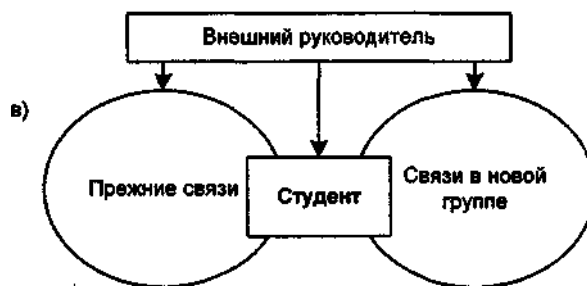 Внешний руководитель
в)
Прежние связи
Студент
Связи в новой
группе